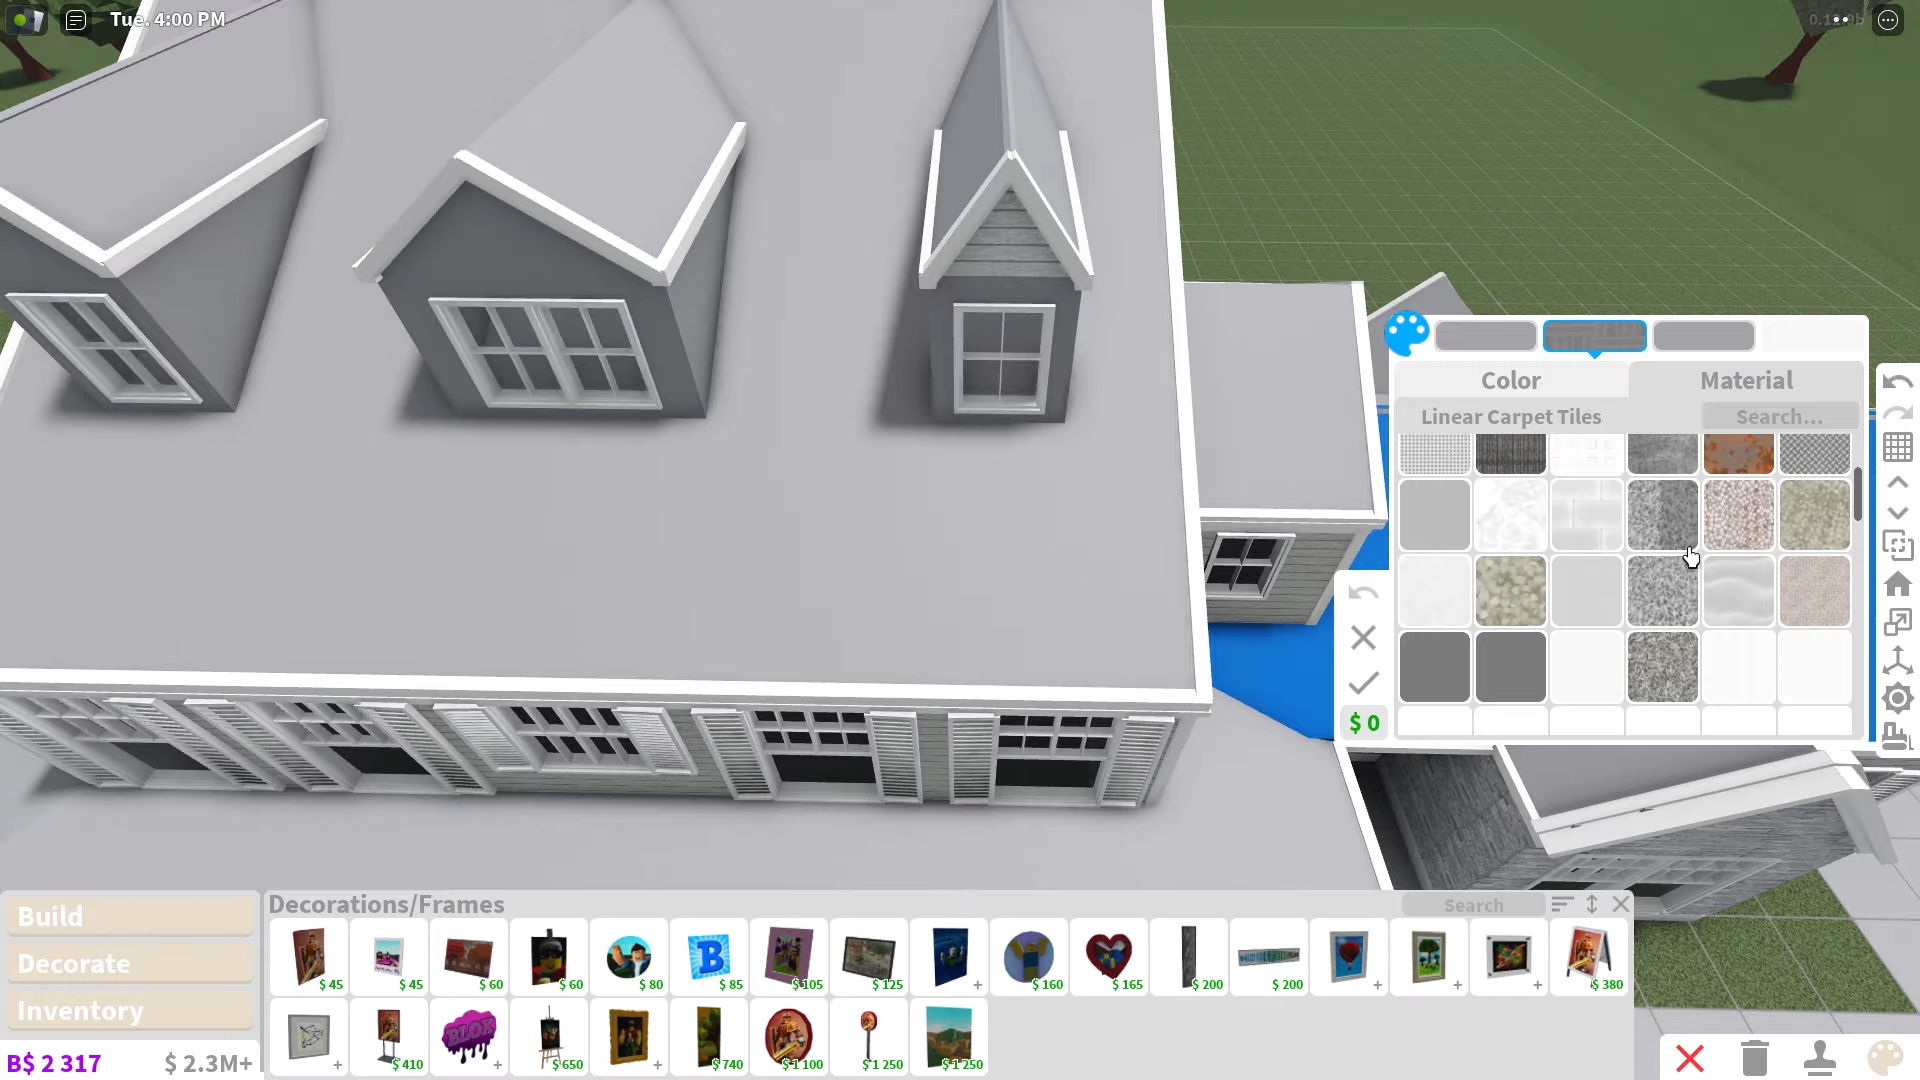 Tue. 4:00 PM
Color
Material
Linear Carpet Tiles
Search...
$ 0
Build
Decorate
Inventory
B$ 2 317
$ 2.3M+
Decorations/Frames
Search
$ 45
$ 45
$ 60
$ 60
$ 80
$ 85
$ 105
$ 125
+
$ 160
$ 165
$ 200
$ 200
+
+
+
$ 380
+
$ 410
+
$ 650
+
$ 740
$ 1 100
$ 1 250
$ 1 250
B
BLOX